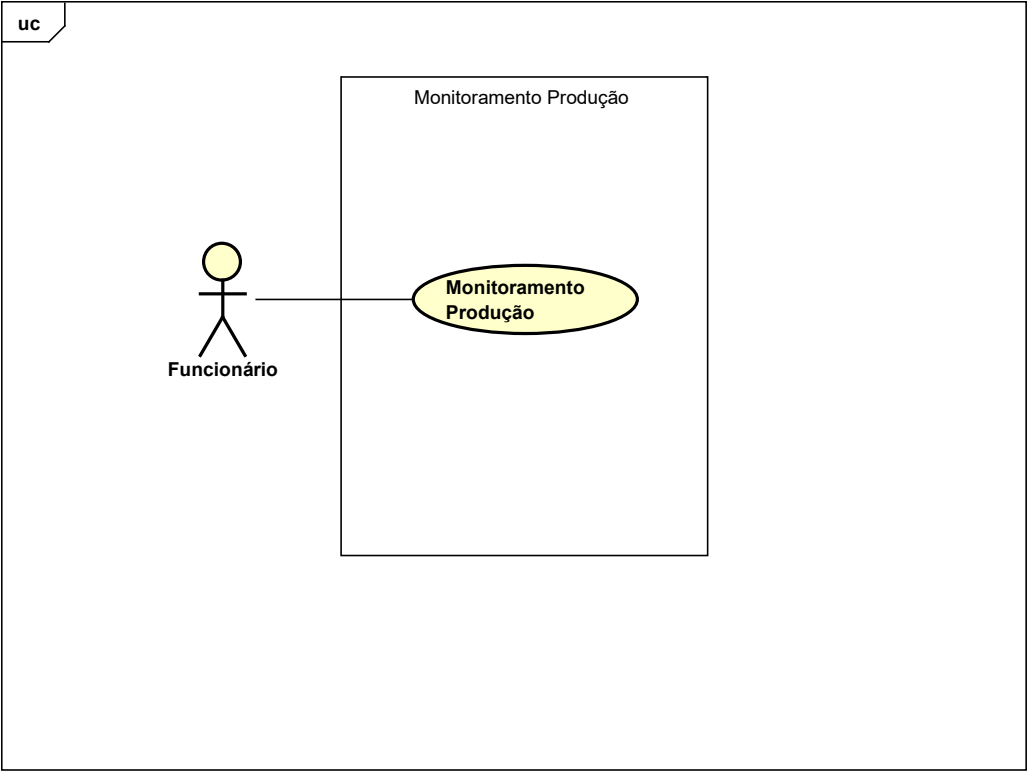 uc
Monitoramento Produção
Monitoramento
Produção
Funcionário